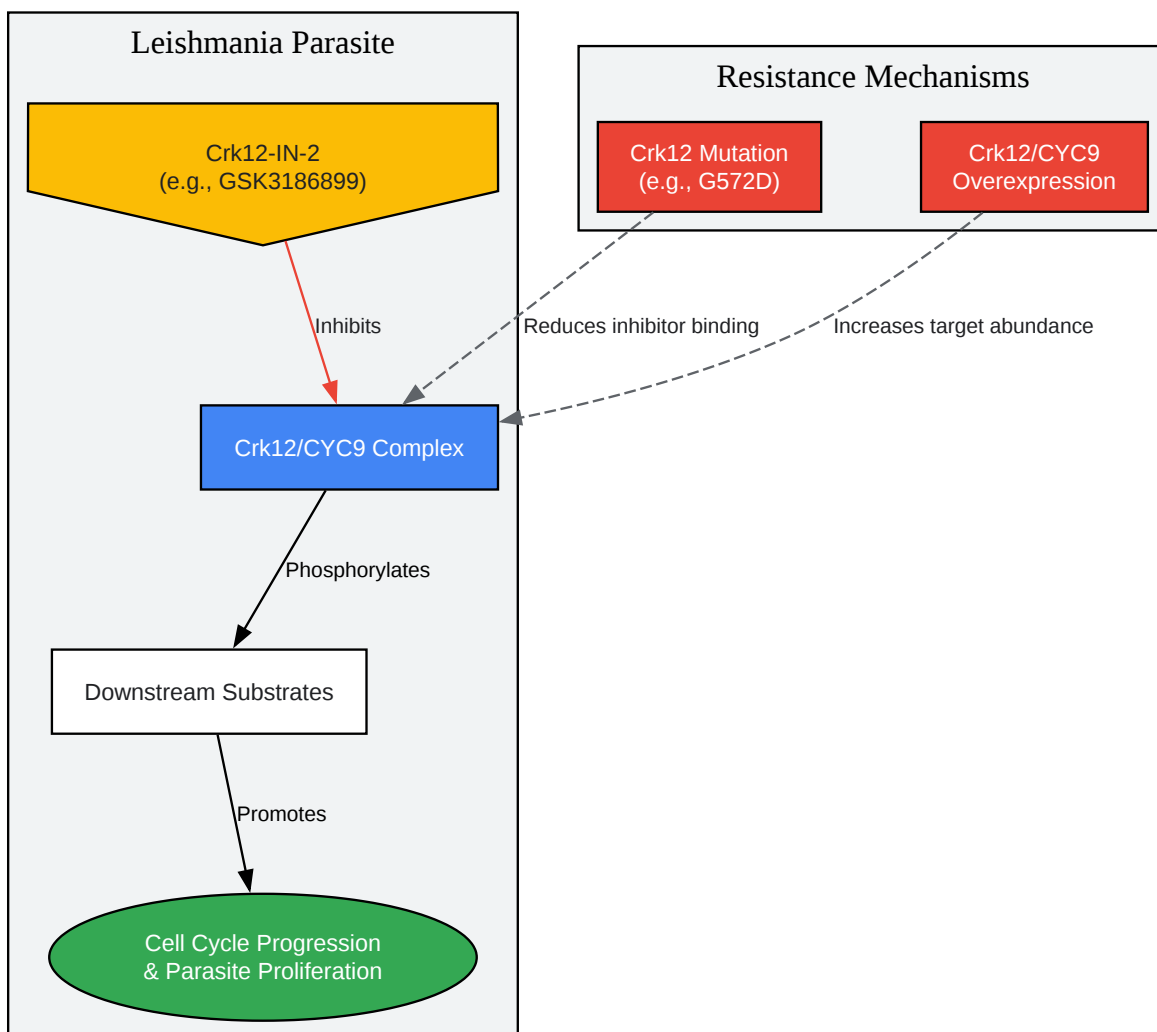 Leishmania Parasite
Resistance Mechanisms
Crk12-IN-2
(e.g., GSK3186899)
Crk12 Mutation
(e.g., G572D)
Crk12/CYC9
Overexpression
Inhibits
Reduces inhibitor binding
Increases target abundance
Crk12/CYC9 Complex
Phosphorylates
Downstream Substrates
Promotes
Cell Cycle Progression
& Parasite Proliferation